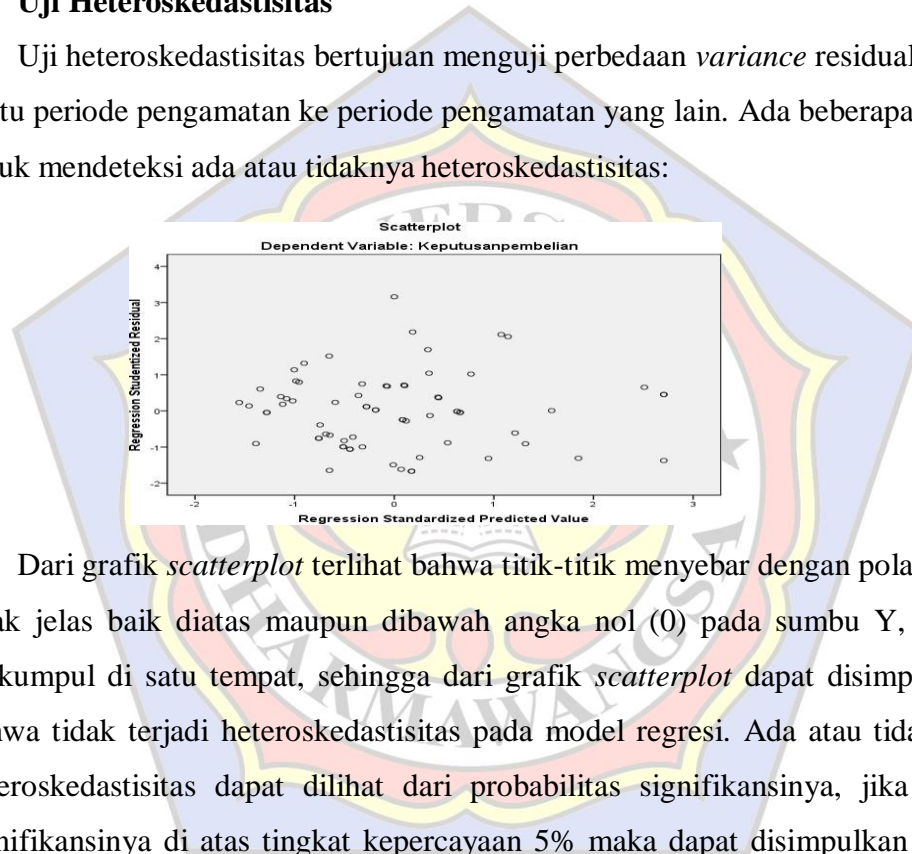 Uji Heteroskedastisitas
Uji heteroskedastisitas bertujuan menguji perbedaan variance residual
tu periode pengamatan ke periode pengamatan yang lain. Ada beberapa
uk mendeteksi ada atau tidaknya heteroskedastisitas:
Scatterplot
Dependent Variable: Keputusanpembelian
Regression Studentized Residual
4
3
2
1
0
-1
-2
-2 -1 0 1 2 3
Regression Standardized Predicted Value
Dari grafik scatterplot terlihat bahwa titik-titik menyebar dengan pola
ak jelas baik diatas maupun dibawah angka nol (0) pada sumbu Y,
kumpul di satu tempat, sehingga dari grafik scatterplot dapat disimp
wa tidak terjadi heteroskedastisitas pada model regresi. Ada atau tida
eroskedastisitas dapat dilihat dari probabilitas signifikansinya, jika
nifikansinya di atas tingkat kepercayaan 5% maka dapat disimpulkan
DHARMAWANGSA